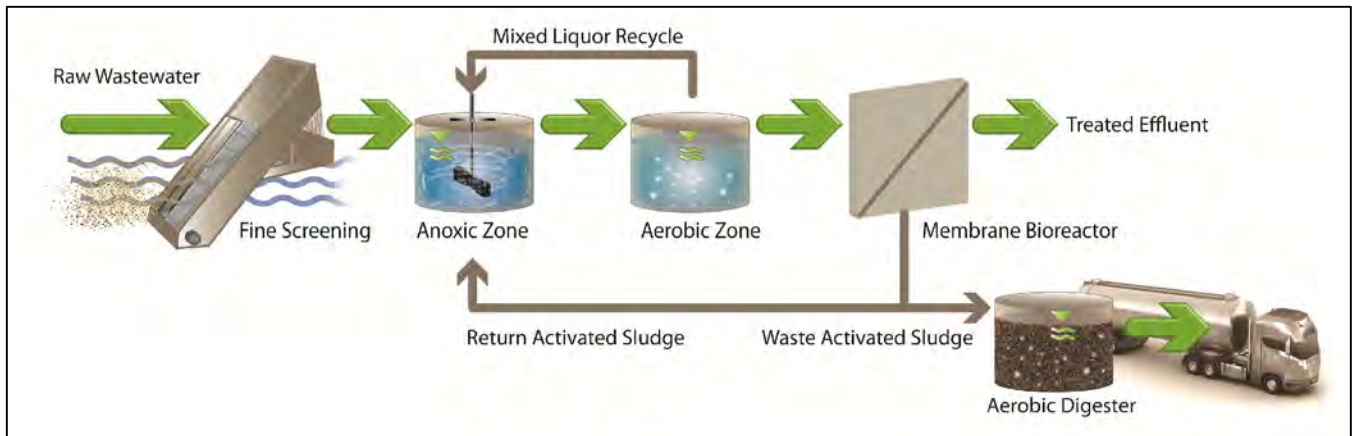 Mixed Liquor Recycle
Raw Wastewater
Treated Effluent
Fine Screening
Anoxic Zone
Aerobic Zone
Membrane Bioreactor
Return Activated Sludge
Waste Activated Sludge
Aerobic Digester